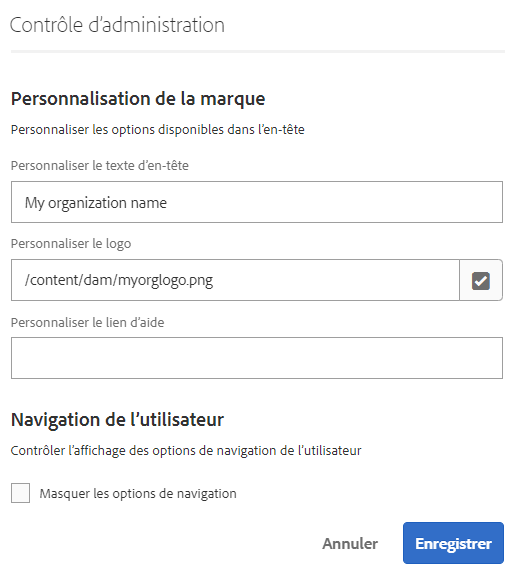 Contrôle d’administration
Personnalisation de la marque
Personnaliser les options disponibles dans l’en-tête
Personnaliser le texte d’en-tête
My organization name
Personnaliser le logo
/content/dam/myorglogo.png
Personnaliser le lien d’aide
Navigation de l’utilisateur
Contrôler l’affichage des options de navigation de l’utilisateur
Masquer les options de navigation
Annuler Enregistrer